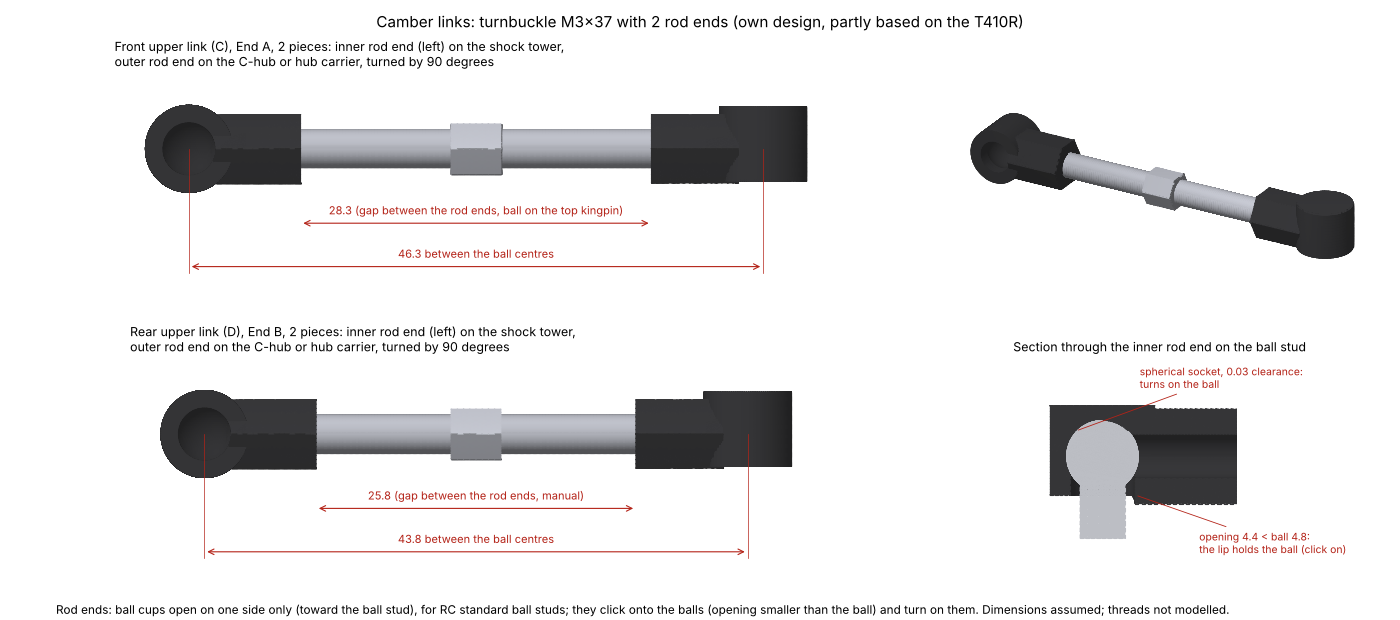 Camber links: turnbuckle M3×37 with 2 rod ends (own design, partly based on the T410R)
Front upper link (C), End A, 2 pieces: inner rod end (left) on the shock tower,
outer rod end on the C-hub or hub carrier, turned by 90 degrees
28.3 (gap between the rod ends, ball on the top kingpin)
46.3 between the ball centres
Rear upper link (D), End B, 2 pieces: inner rod end (left) on the shock tower,
outer rod end on the C-hub or hub carrier, turned by 90 degrees
25.8 (gap between the rod ends, manual)
43.8 between the ball centres
Section through the inner rod end on the ball stud
spherical socket, 0.03 clearance:
turns on the ball
opening 4.4 < ball 4.8:
the lip holds the ball (click on)
Rod ends: ball cups open on one side only (toward the ball stud), for RC standard ball studs; they click onto the balls (opening smaller than the ball) and turn on them. Dimensions assumed; threads not modelled.